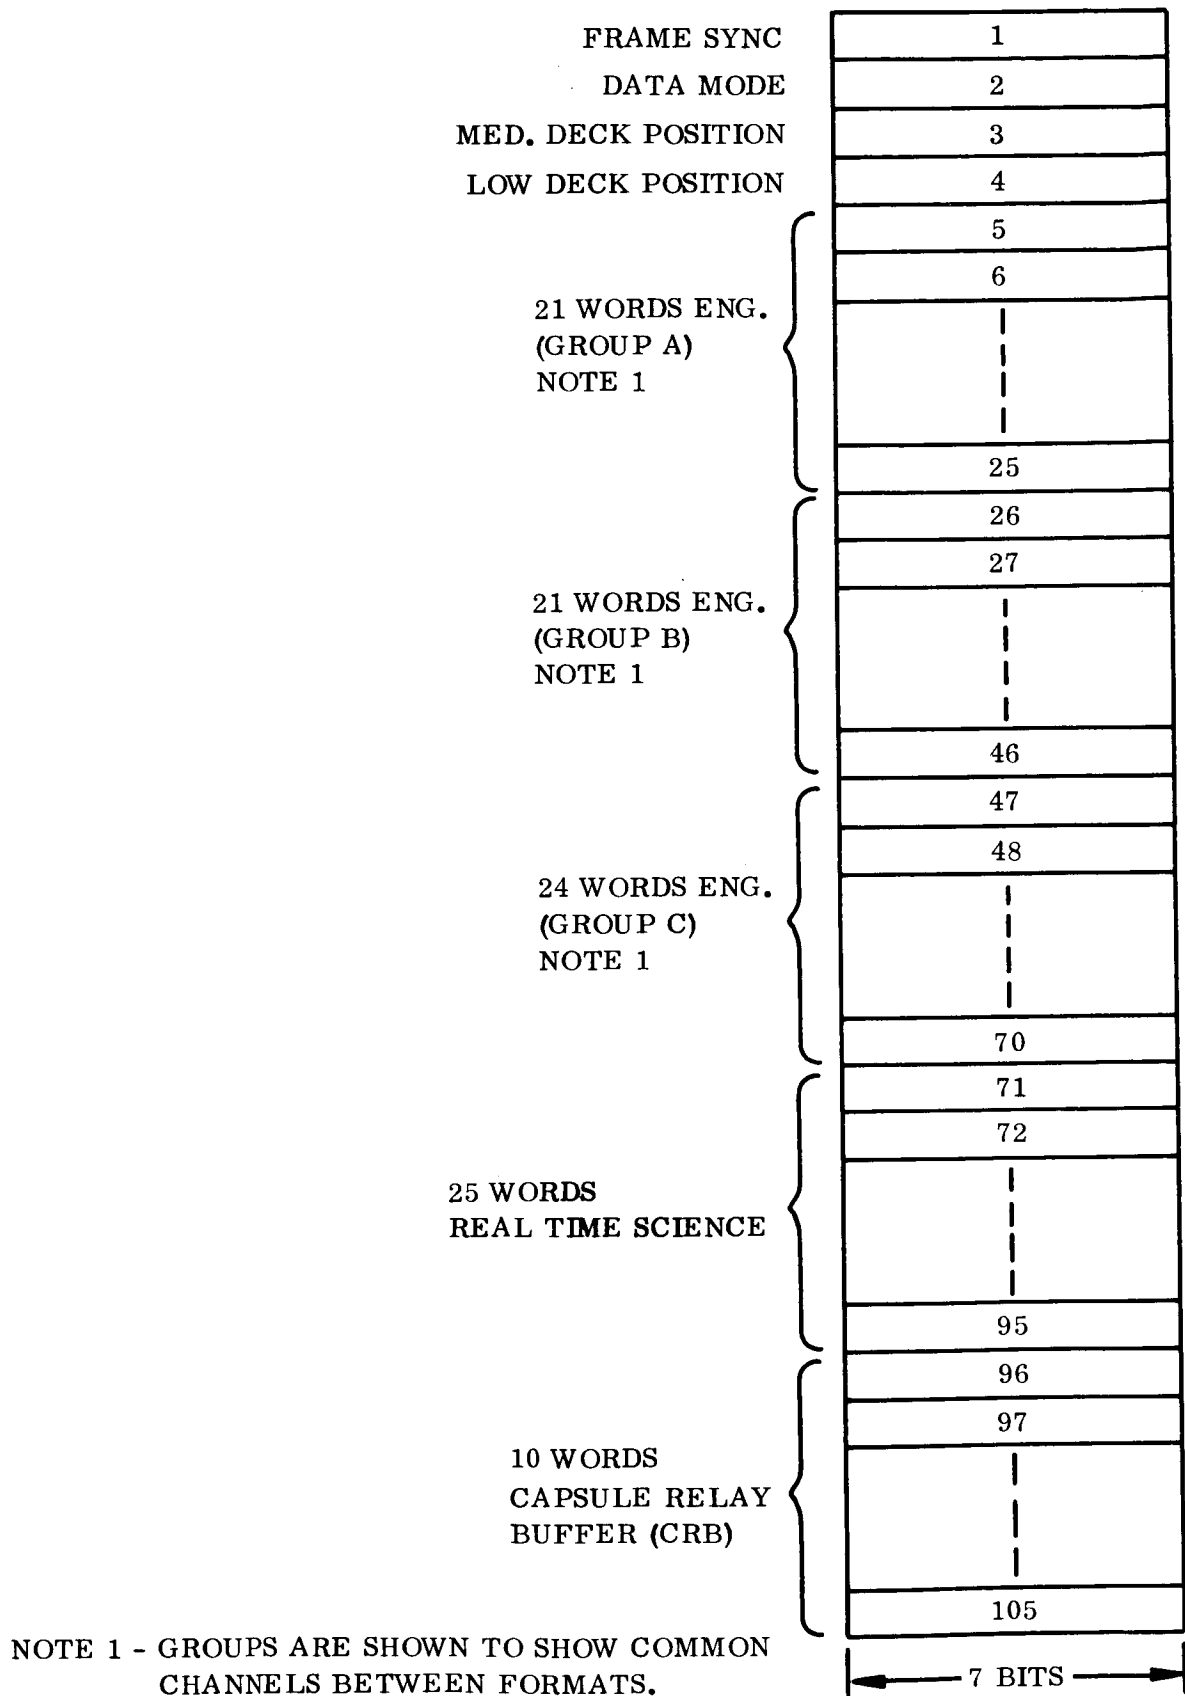 FRAME SYNC 1
DATA MODE 2
MED. DECK POSITION 3
LOW DECK POSITION 4
5
6
21 WORDS ENG.
(GROUP A)
NOTE 1
25
26
27
21 WORDS ENG.
(GROUP B)
NOTE 1
46
47
48
24 WORDS ENG.
(GROUP C)
NOTE 1
70
71
72
25 WORDS
REAL TIME SCIENCE
95
96
97
10 WORDS
CAPSULE RELAY
BUFFER (CRB)
105
NOTE 1 - GROUPS ARE SHOWN TO SHOW COMMON
CHANNELS BETWEEN FORMATS.
7 BITS